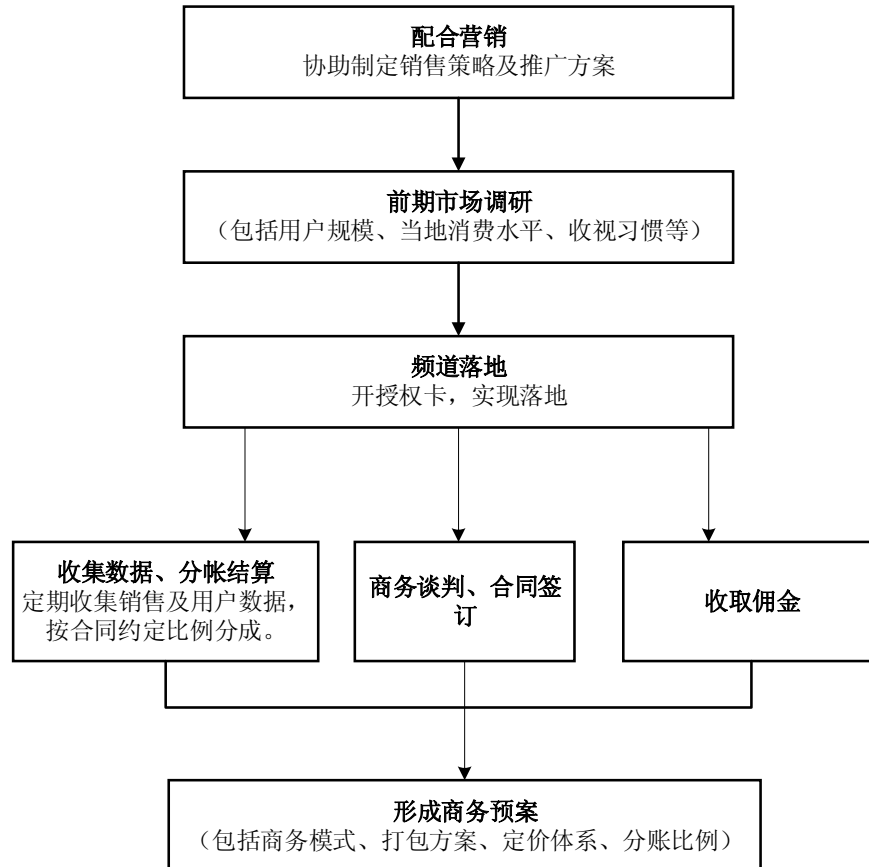 配合营销
协助制定销售策略及推广方案
前期市场调研
（包括用户规模、当地消费水平、收视习惯等）
频道落地
开授权卡，实现落地
收集数据、分帐结算
定期收集销售及用户数据，
按合同约定比例分成。
商务谈判、合同签
订
收取佣金
形成商务预案
（包括商务模式、打包方案、定价体系、分账比例）